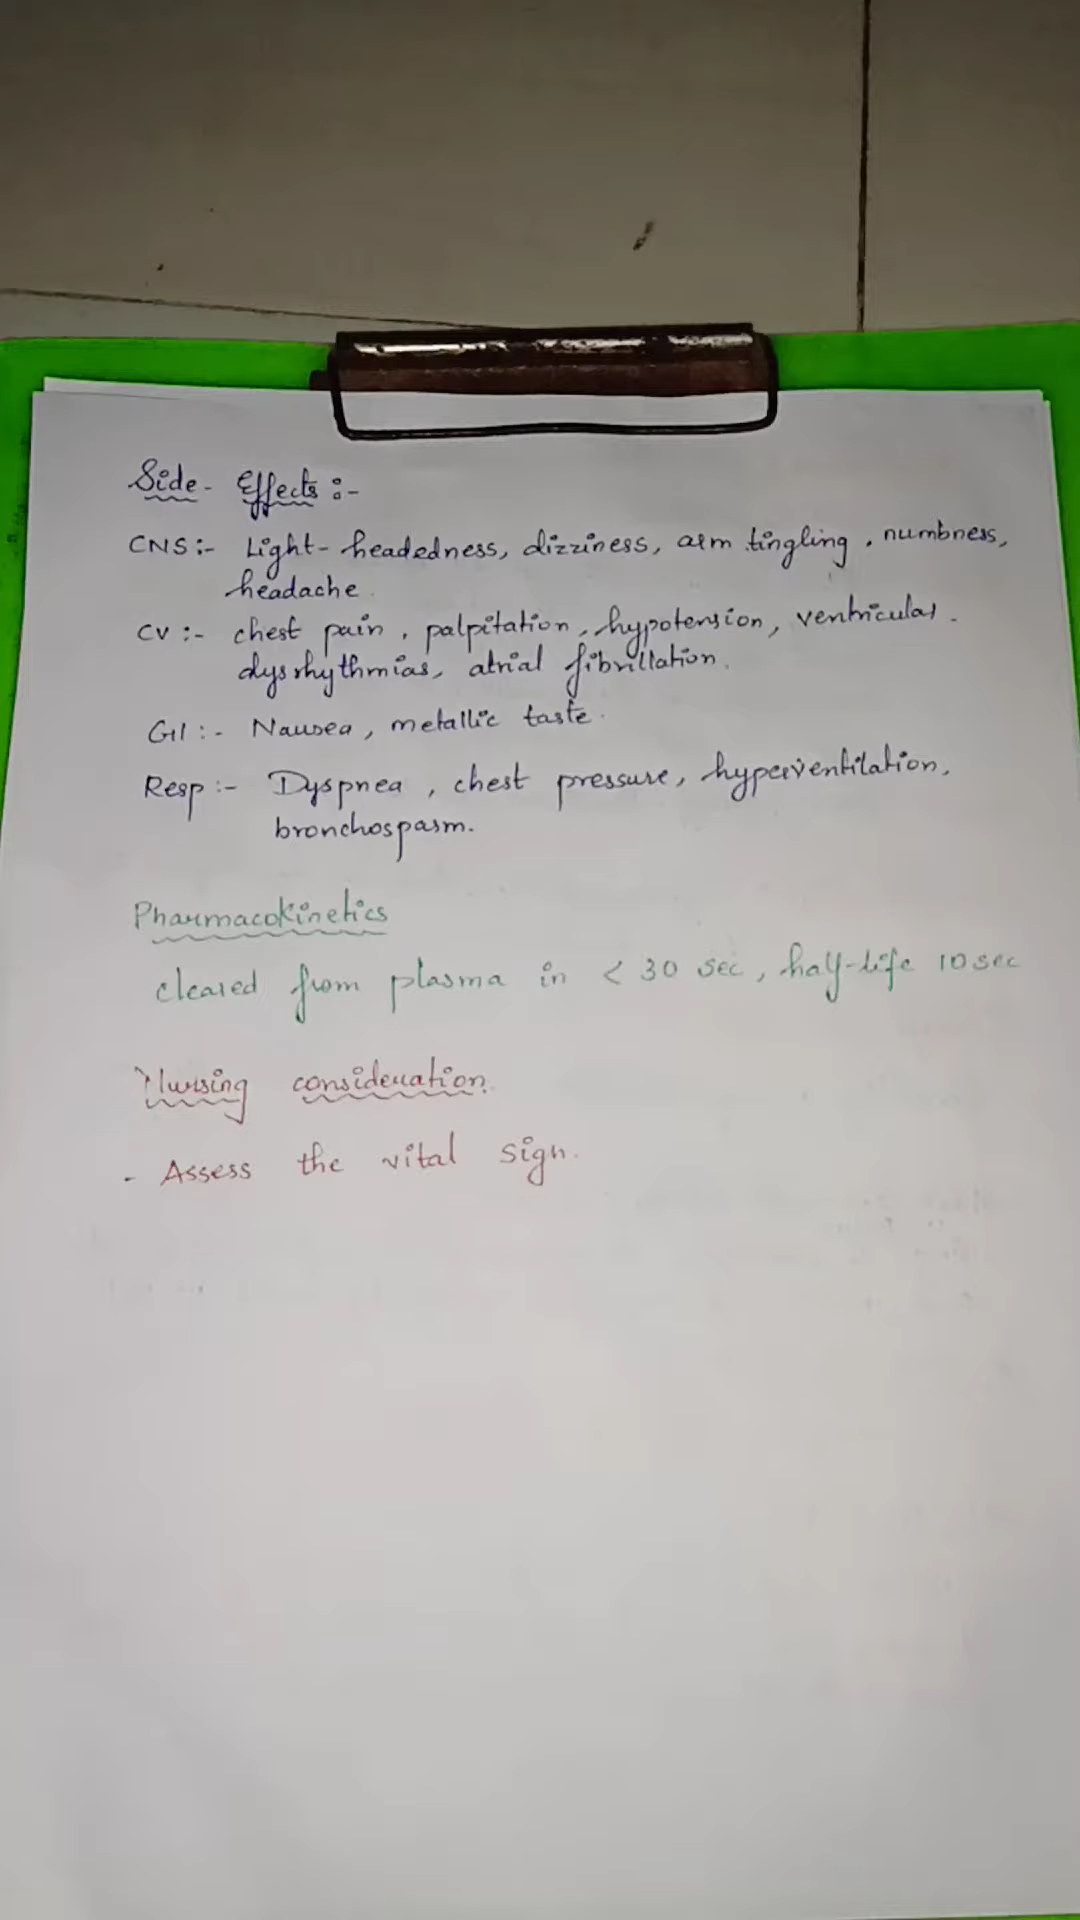 Side-Effects :-
CNS :- Light-headedness, dizziness, arm tingling, numbness,
headache
CV :- chest pain, palpitation, hypotension, ventricular
dysrhythmias, atrial fibrillation.
GI :- Nausea, metallic taste.
Resp :- Dyspnea, chest pressure, hyperventilation,
bronchospasm.
Pharmacokinetics
cleared from plasma in < 30 sec, half-life 10 sec
Nursing consideration
- Assess the vital sign.